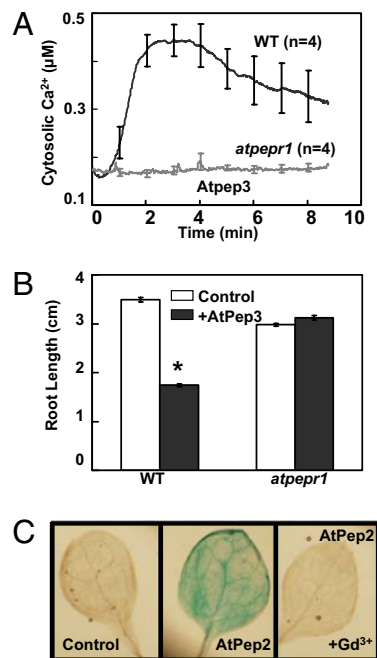 A
Cytosolic Ca²⁺ (µM)
0.5
0.3
0.1
WT (n=4)
atpepr1 (n=4)
Atpep3
0 2 4 6 8 10
Time (min)
B
Root Length (cm)
4
3
2
1
0
Control
+AtPep3
*
WT atpepr1
C
Control
AtPep2
AtPep2
+Gd³⁺